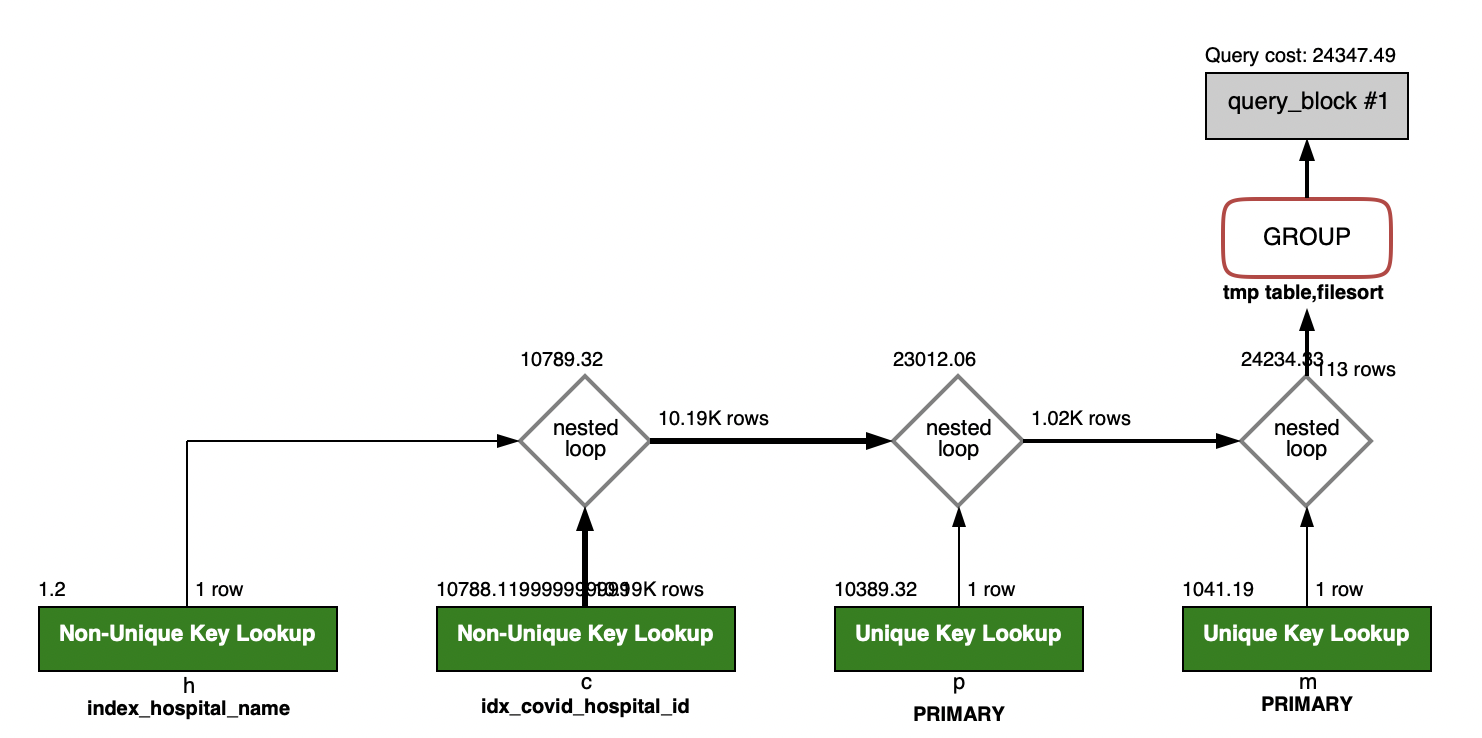 Query cost: 24347.49
query_block #1
GROUP
tmp table,filesort
10789.32
23012.06
24234.33
113 rows
nested
loop
10.19K rows
nested
loop
1.02K rows
nested
loop
1.2
1 row
10788.119999999999
10.19K rows
10389.32
1 row
1041.19
1 row
Non-Unique Key Lookup
Non-Unique Key Lookup
Unique Key Lookup
Unique Key Lookup
h
c
p
m
index_hospital_name
idx_covid_hospital_id
PRIMARY
PRIMARY